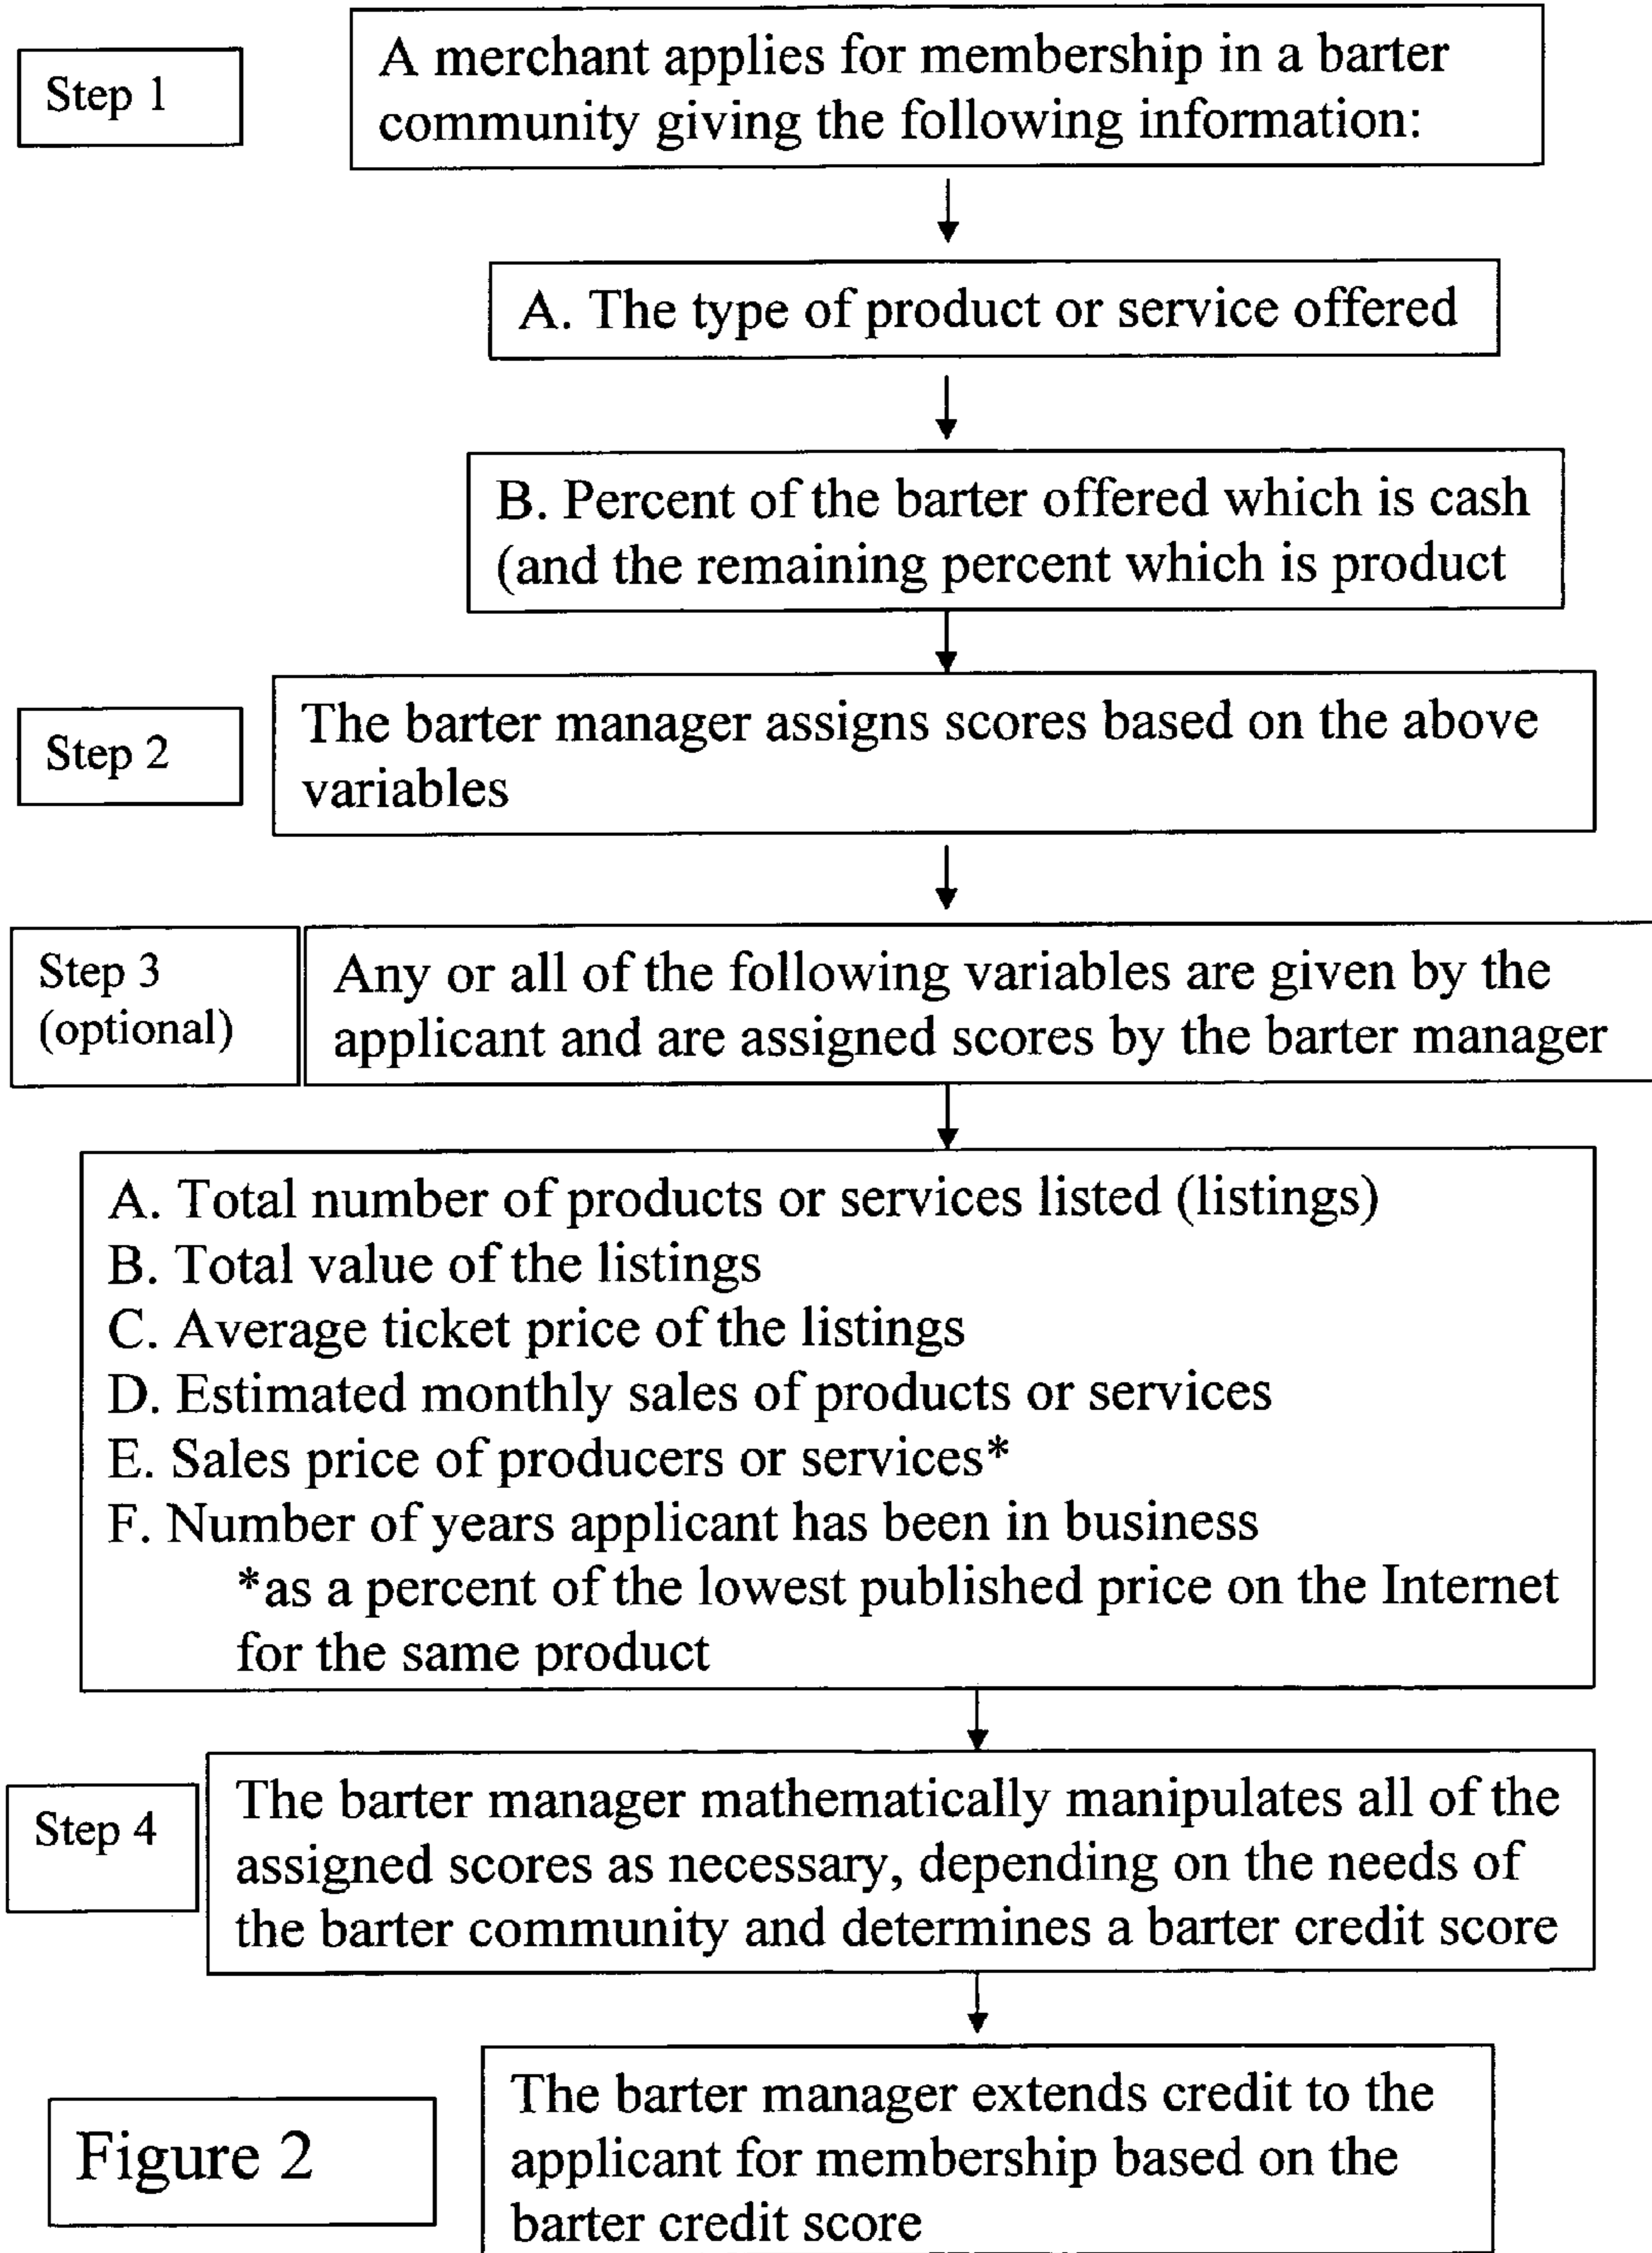 Step 1
A merchant applies for membership in a barter
community giving the following information:
A. The type of product or service offered
B. Percent of the barter offered which is cash
(and the remaining percent which is product
Step 2
The barter manager assigns scores based on the above
variables
Step 3
(optional)
Any or all of the following variables are given by the
applicant and are assigned scores by the barter manager
A. Total number of products or services listed (listings)
B. Total value of the listings
C. Average ticket price of the listings
D. Estimated monthly sales of products or services
E. Sales price of producers or services*
F. Number of years applicant has been in business
*as a percent of the lowest published price on the Internet
for the same product
Step 4
The barter manager mathematically manipulates all of the
assigned scores as necessary, depending on the needs of
the barter community and determines a barter credit score
Figure 2
The barter manager extends credit to the
applicant for membership based on the
barter credit score